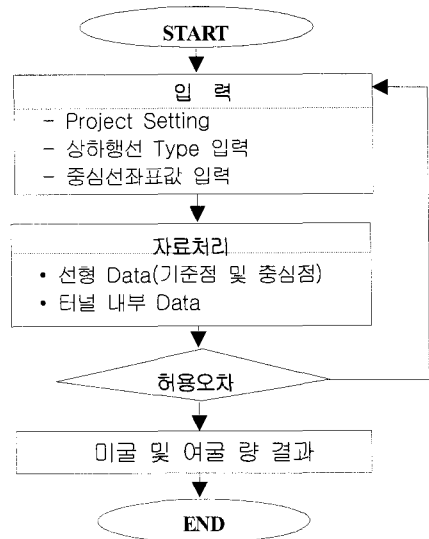 START
입 력
- Project Setting
- 상하행선 Type 입력
- 중심선좌표값 입력
자료처리
• 선형 Data(기준점 및 중심점)
• 터널 내부 Data
허용오차
미굴 및 여굴 량 결과
END